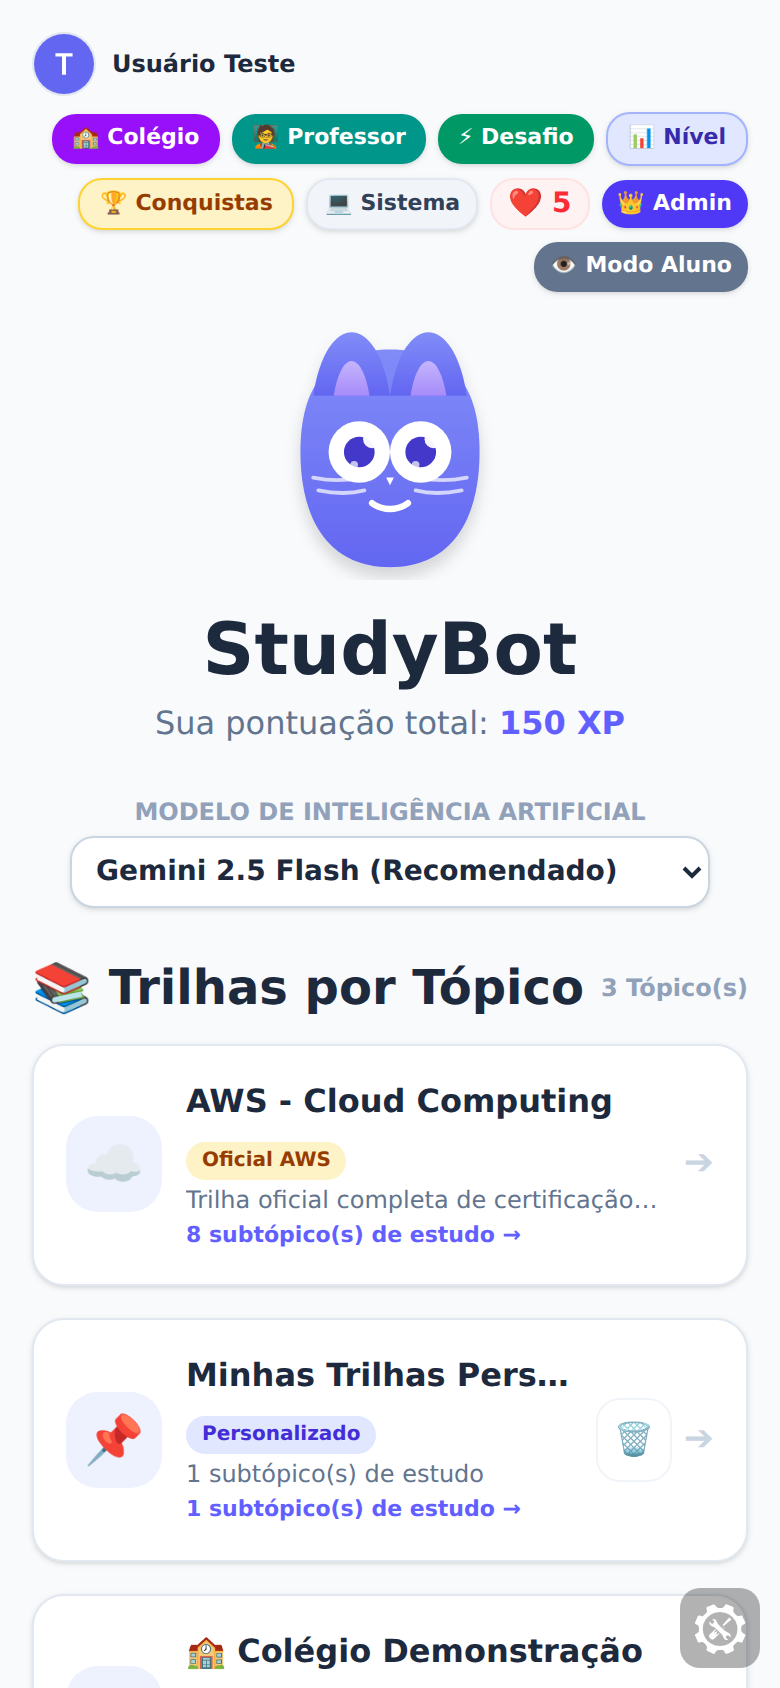 T
Usuário Teste
🏫 Colégio
🧑‍🏫 Professor
⚡ Desafio
📊 Nível
🏆 Conquistas
💻 Sistema
❤️ 5
👑 Admin
👁️ Modo Aluno
StudyBot
Sua pontuação total: 150 XP
MODELO DE INTELIGÊNCIA ARTIFICIAL
Gemini 2.5 Flash (Recomendado)
📚 Trilhas por Tópico
3 Tópico(s)
AWS - Cloud Computing
Oficial AWS
Trilha oficial completa de certificação...
8 subtópico(s) de estudo →
Minhas Trilhas Pers...
Personalizado
1 subtópico(s) de estudo
1 subtópico(s) de estudo →
🏫 Colégio Demonstração